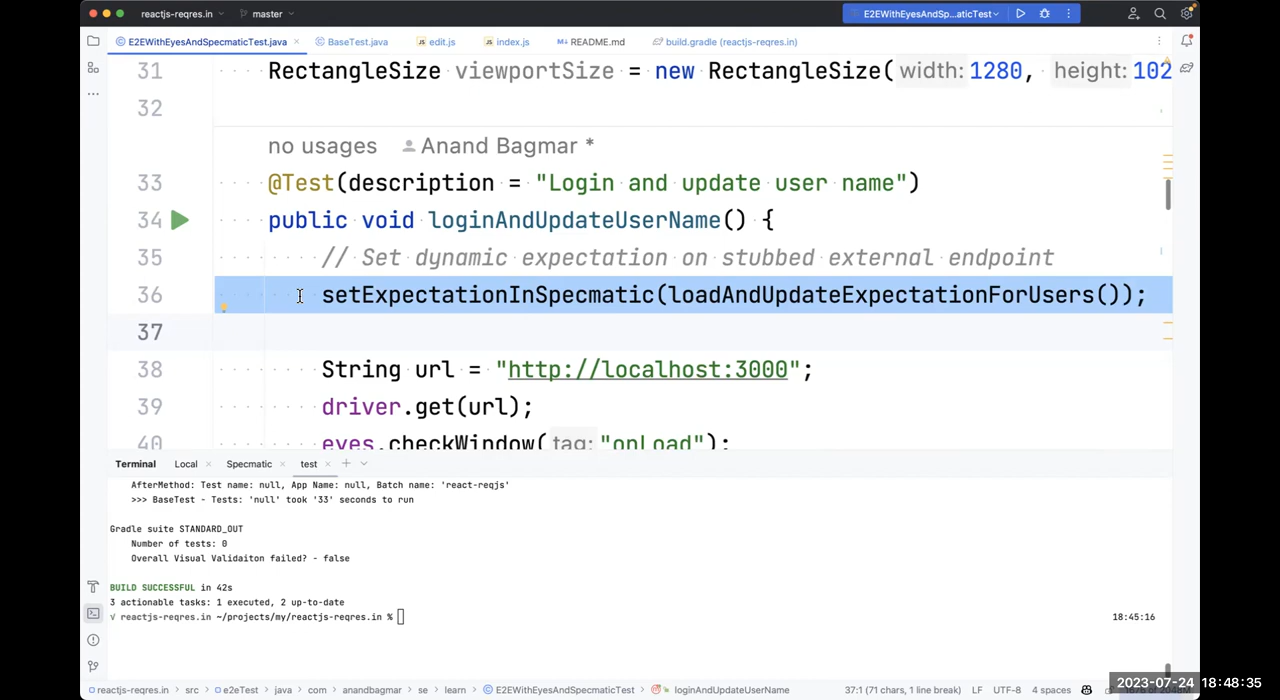 reactjs-reqres.in master E2EWithEyesAndSp...aticTest
E2EWithEyesAndSpecmaticTest.java BaseTest.java edit.js index.js README.md build.gradle (reactjs-reqres.in)
31 RectangleSize viewportSize = new RectangleSize( width: 1280, height: 102
32
no usages Anand Bagmar *
33 @Test(description = "Login and update user name")
34 public void loginAndUpdateUserName() {
35 // Set dynamic expectation on stubbed external endpoint
36 setExpectationInSpecmatic(loadAndUpdateExpectationForUsers());
37
38 String url = "http://localhost:3000";
39 driver.get(url);
40 eyes.checkWindow( tag: "onLoad");
Terminal Local Specmatic test
AfterMethod: Test name: null, App Name: null, Batch name: 'react-reqjs'
>>> BaseTest - Tests: 'null' took '33' seconds to run
Gradle suite STANDARD_OUT
Number of tests: 0
Overall Visual Validaiton failed? - false
BUILD SUCCESSFUL in 42s
3 actionable tasks: 1 executed, 2 up-to-date
√ reactjs-reqres.in ~/projects/my/reactjs-reqres.in % 18:45:16
reactjs-reqres.in > src > e2eTest > java > com > anandbagmar > se > learn > E2EWithEyesAndSpecmaticTest > loginAndUpdateUserName 37:1 (71 chars, 1 line break) LF UTF-8 4 spaces
2023-07-24 18:48:35